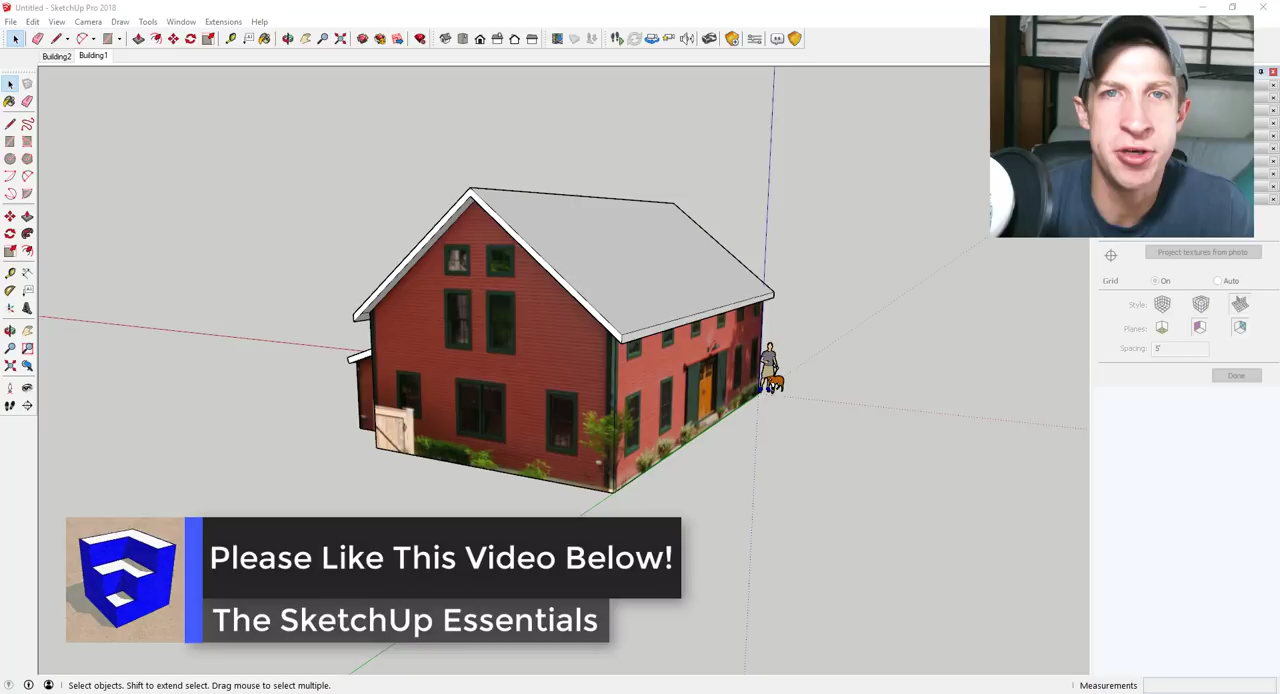 Untitled - SketchUp Pro 2018
File Edit View Camera Draw Tools Window Extensions Help
Building2 Building1
Project textures from photo
Grid On Auto
Style:
Planes:
Spacing: 5'
Done
Please Like This Video Below!
The SketchUp Essentials
Select objects. Shift to extend select. Drag mouse to select multiple.
Measurements